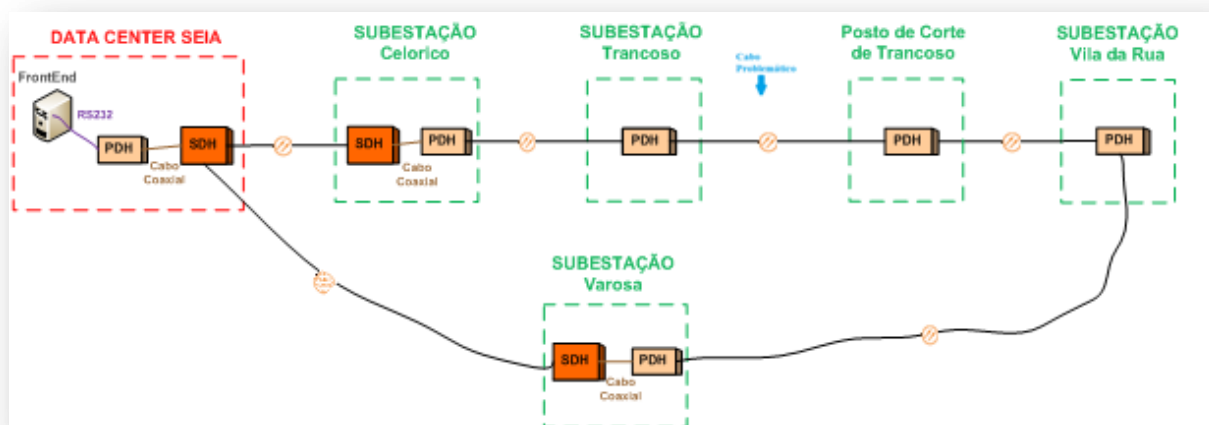 DATA CENTER SEIA
FrontEnd
RS232
PDH
SDH
Cabo
Coaxial
SUBESTAÇÃO
Celorico
SDH
PDH
Cabo
Coaxial
SUBESTAÇÃO
Trancoso
PDH
Cabo
Problemático
Posto de Corte
de Trancoso
PDH
SUBESTAÇÃO
Vila da Rua
PDH
SUBESTAÇÃO
Varosa
SDH
PDH
Cabo
Coaxial